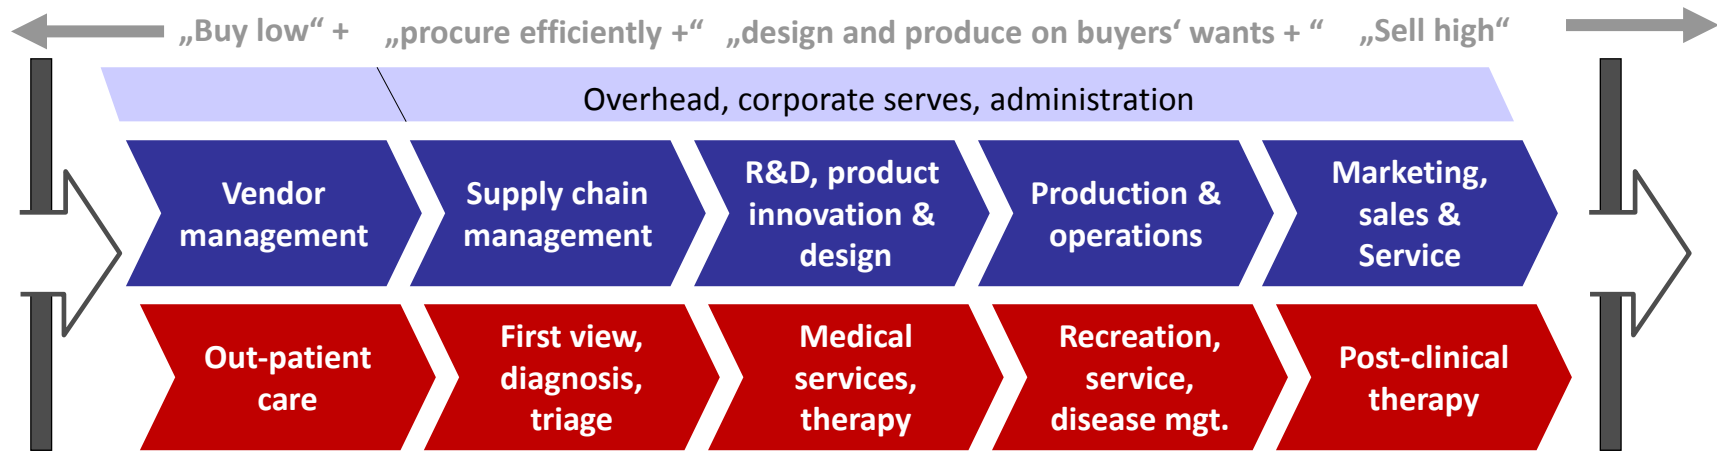 „Buy low“ + „procure efficiently +“ „design and produce on buyers‘ wants + “ „Sell high“
Overhead, corporate serves, administration
Vendor
management
Supply chain
management
R&D, product
innovation &
design
Production &
operations
Marketing,
sales &
Service
Out-patient
care
First view,
diagnosis,
triage
Medical
services,
therapy
Recreation,
service,
disease mgt.
Post-clinical
therapy